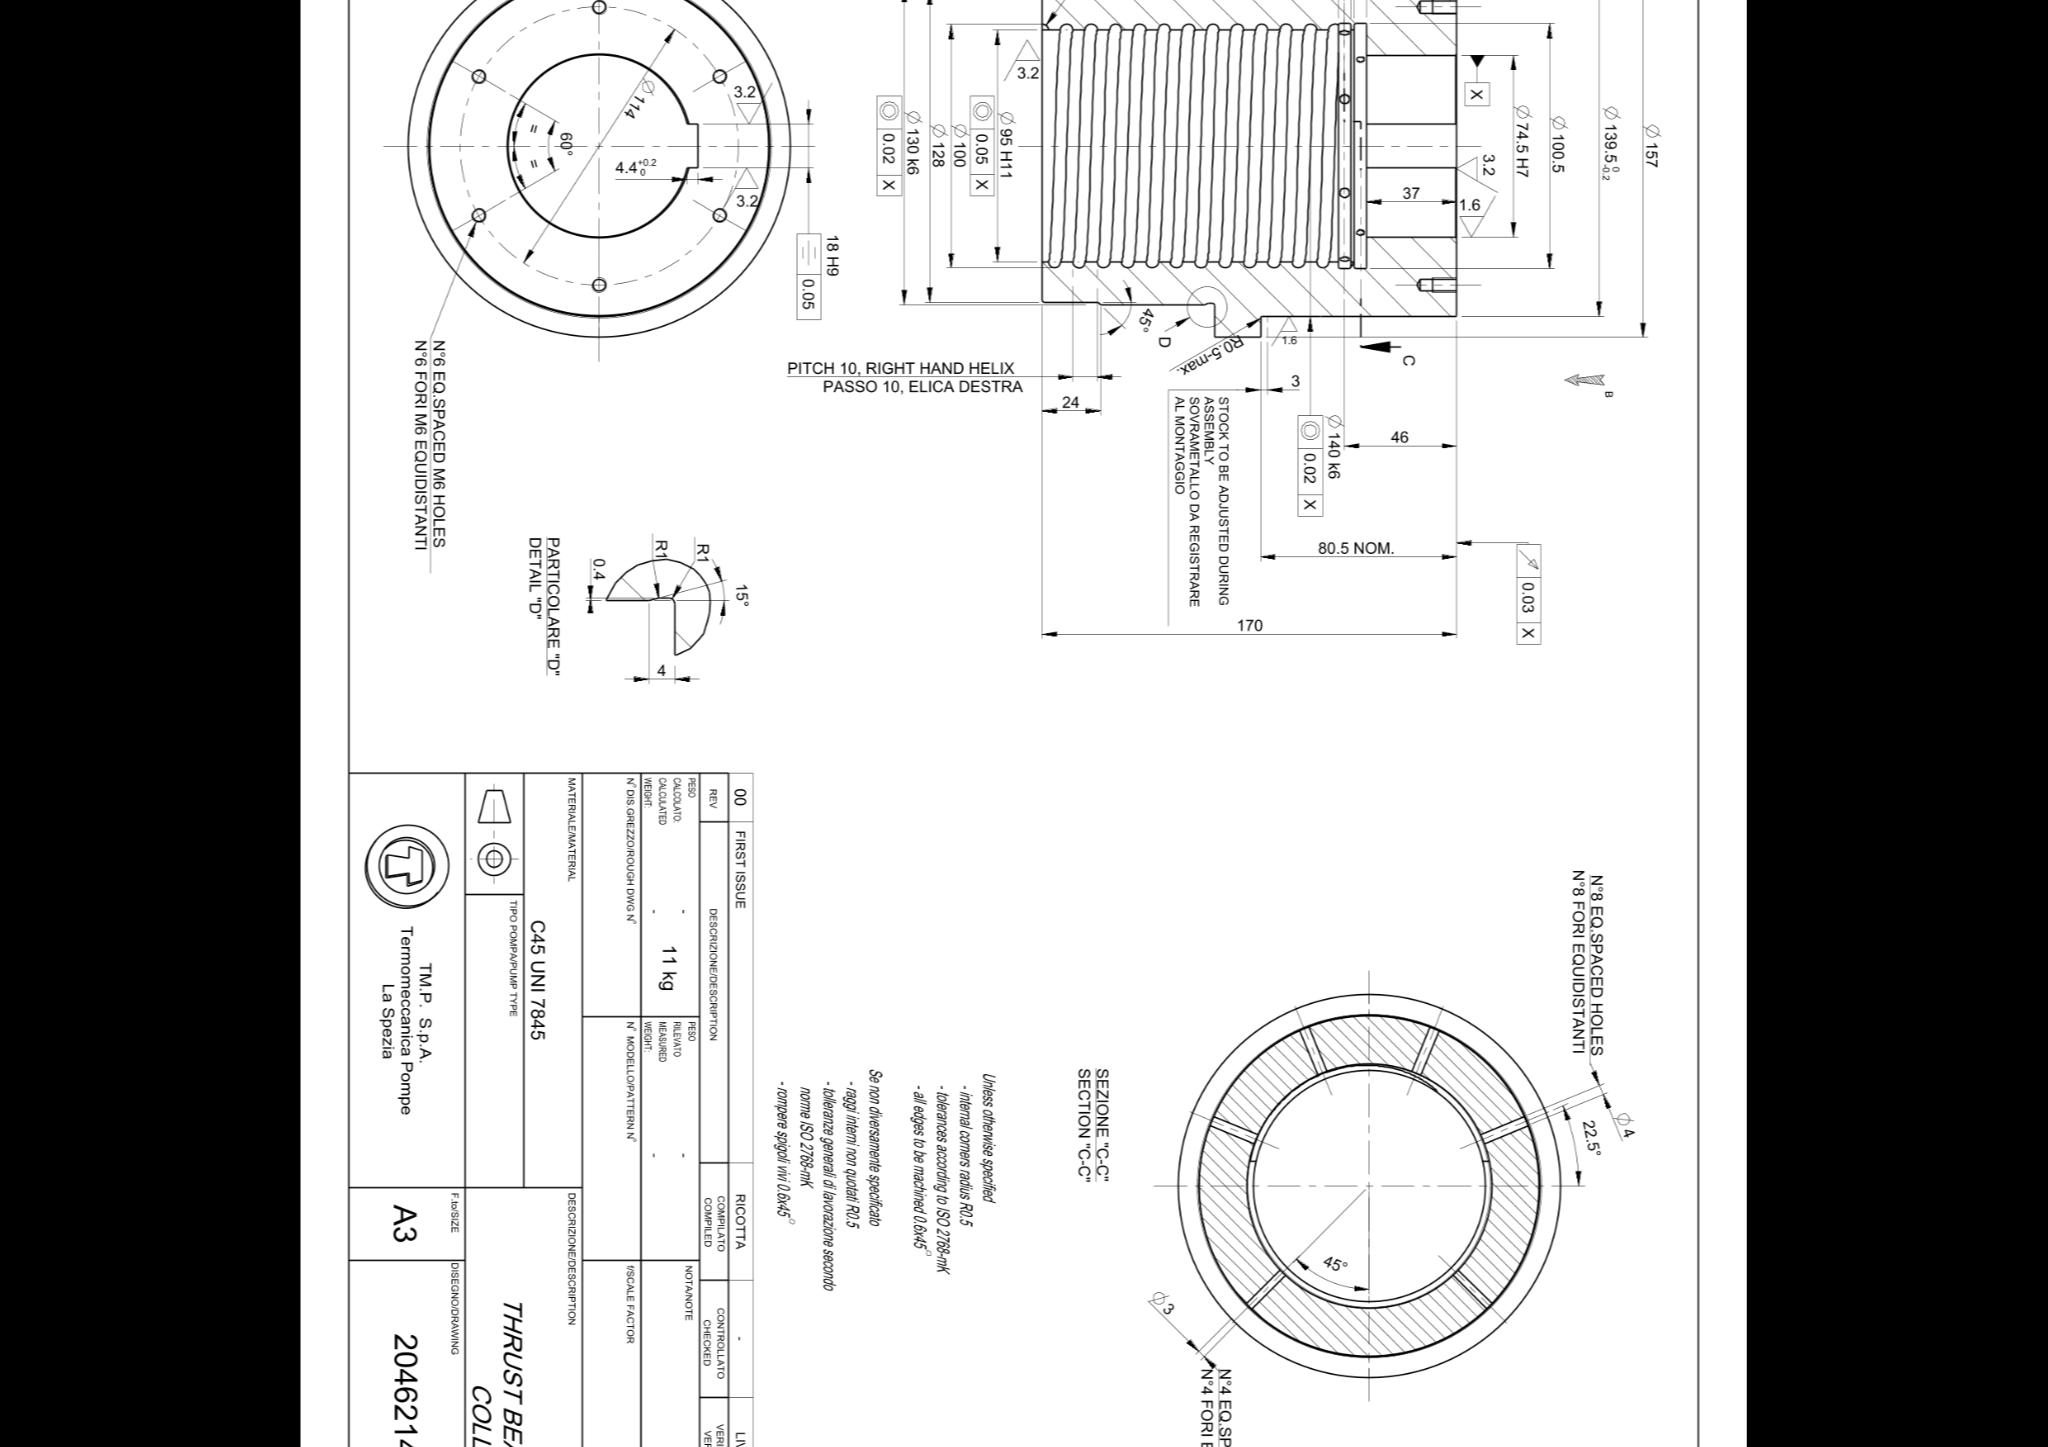 Ø 114
60°
=
=
3.2
3.2
4.4 +0.2 0
18 H9
0.05
N°6 EQ.SPACED M6 HOLES
N°6 FORI M6 EQUIDISTANTI
3.2
0.02 X
Ø 130 k6
Ø 128
Ø 100
0.05 X
Ø 95 H11
X
Ø 74.5 H7
Ø 100.5
Ø 139.5 0 -0.2
Ø 157
3.2
1.6
37
45°
D
R0.5-max.
1.6
C
B
PITCH 10, RIGHT HAND HELIX
PASSO 10, ELICA DESTRA
24
3
STOCK TO BE ADJUSTED DURING
ASSEMBLY
SOVRAMETALLO DA REGISTRARE
AL MONTAGGIO
Ø 140 k6
0.02 X
46
80.5 NOM.
0.03 X
170
R1
R1
15°
0.4
4
PARTICOLARE "D"
DETAIL "D"
N°8 EQ.SPACED HOLES
N°8 FORI EQUIDISTANTI
Ø 4
22.5°
45°
Ø 3
N°4 EQ.SP
N°4 FORI E
SEZIONE "C-C"
SECTION "C-C"
Unless otherwise specified
- internal corners radius R0.5
- tolerances according to ISO 2768-mK
- all edges to be machined 0.6x45°
Se non diversamente specificato
- raggi interni non quotati R0.5
- tolleranze generali di lavorazione secondo
norme ISO 2768-mK
- rompere spigoli vivi 0.6x45°
00 FIRST ISSUE RICOTTA - LIV
REV DESCRIZIONE/DESCRIPTION COMPILATO COMPILED CONTROLLATO CHECKED VERI VER
PESO
CALCOLATO:
CALCULATED
WEIGHT:
-
11 kg
PESO
RILEVATO
MEASURED
WEIGHT:
-
NOTA/NOTE
N° DIS.GREZZO/ROUGH DWG N° -
N° MODELLO/PATTERN N° -
f/SCALE FACTOR
MATERIALE/MATERIAL
C45 UNI 7845
DESCRIZIONE/DESCRIPTION
THRUST BEA
COLL
TIPO POMPA/PUMP TYPE
T
TM.P. S.p.A.
Termomeccanica Pompe
La Spezia
F.to/SIZE
A3
DISEGNO/DRAWING
2046214